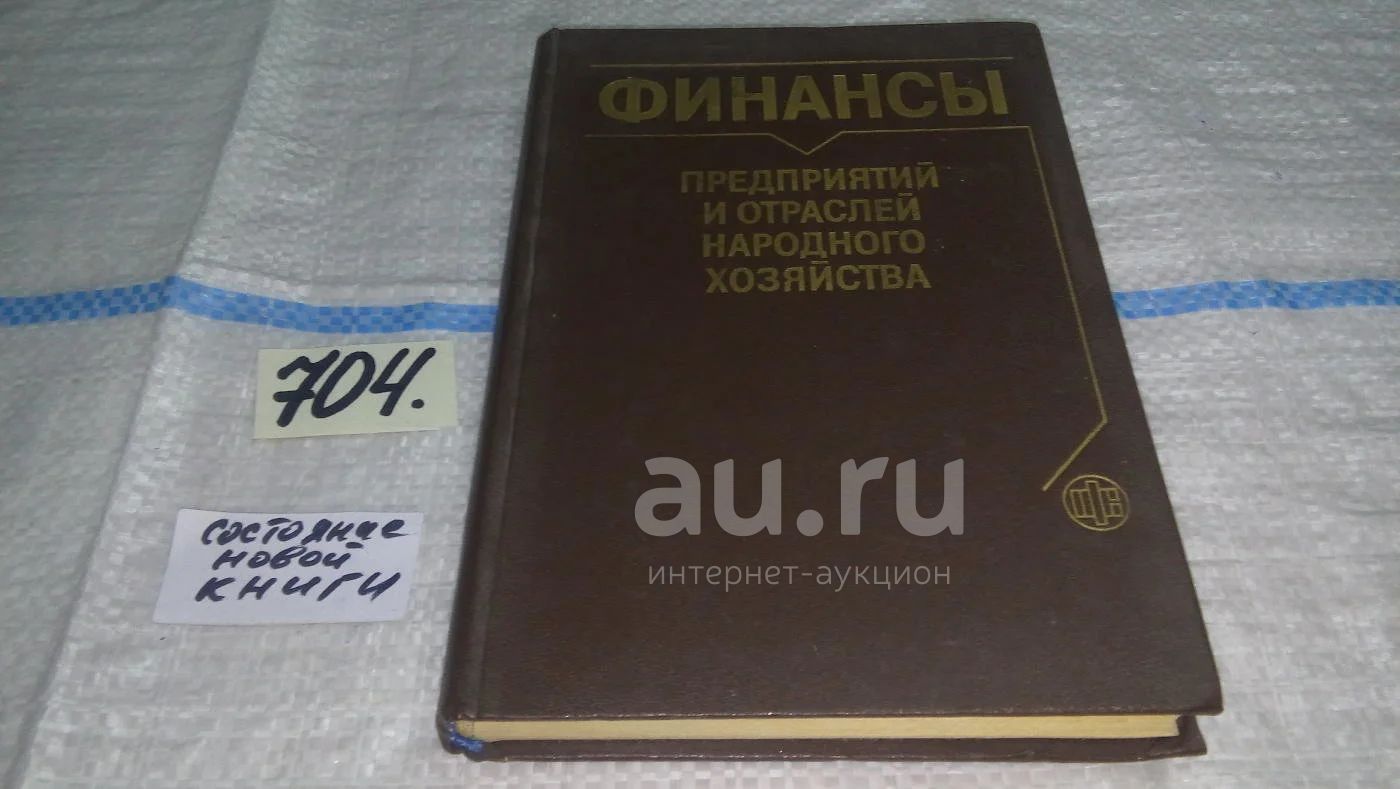 ФИНАНСЫ
ПРЕДПРИЯТИЙ
И ОТРАСЛЕЙ
НАРОДНОГО
ХОЗЯЙСТВА
704.
состояние
новой
книги
au.ru
интернет-аукцион